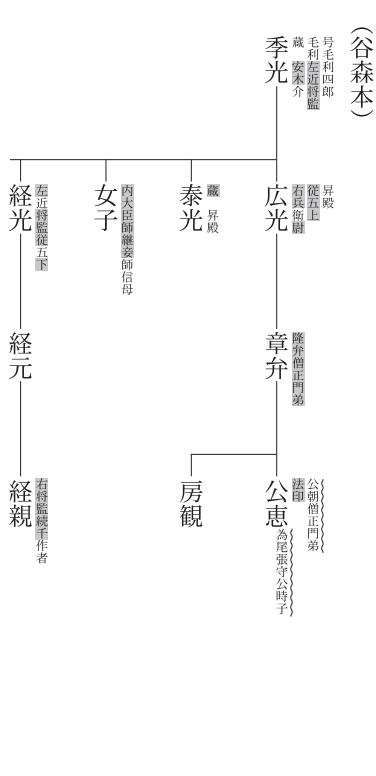 （谷森本）
号毛利四郎
毛利左近将監
蔵　安木介
季光
昇殿
従五上
右兵衛尉
広光
隆弁僧正門弟
章弁
公朝僧正門弟
法印
公恵
為尾張守公時子
房観
蔵　昇殿
泰光
内大臣師継妾師信母
女子
左近将監従五下
経光
経元
右将監続千作者
経親